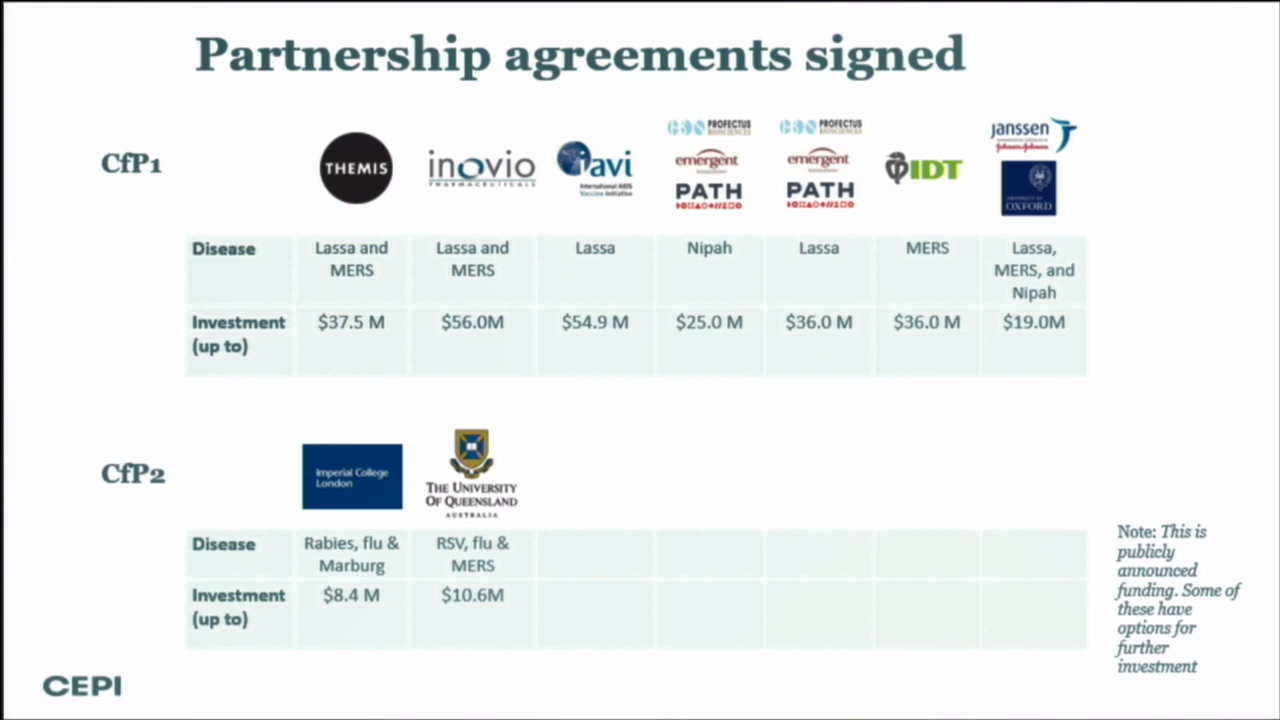 Partnership agreements signed
CfP1
THEMIS
inovio
PHARMACEUTICALS
iavi
International AIDS
Vaccine Initiative
PROFECTUS
BIOSCIENCES
emergent
PATH
PROFECTUS
BIOSCIENCES
emergent
PATH
IDT
janssen
Johnson & Johnson
UNIVERSITY OF
OXFORD
Disease
Lassa and
MERS
Lassa and
MERS
Lassa
Nipah
Lassa
MERS
Lassa,
MERS, and
Nipah
Investment
(up to)
$37.5 M
$56.0M
$54.9 M
$25.0 M
$36.0 M
$36.0 M
$19.0M
CfP2
Imperial College
London
THE UNIVERSITY
OF QUEENSLAND
AUSTRALIA
Disease
Rabies, flu &
Marburg
RSV, flu &
MERS
Investment
(up to)
$8.4 M
$10.6M
Note: This is
publicly
announced
funding. Some of
these have
options for
further
investment
CEPI